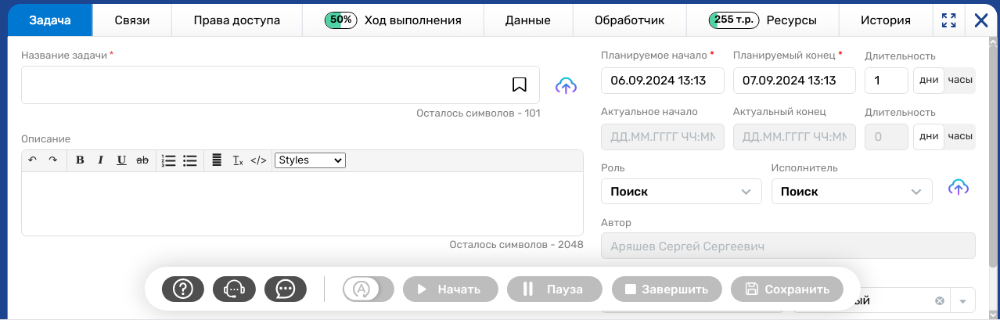 Задача Связи Права доступа 50% Ход выполнения Данные Обработчик 255 т.р. Ресурсы История
Название задачи *
Осталось символов - 101
Описание
B I U ab Tx </> Styles
Осталось символов - 2048
Планируемое начало * Планируемый конец * Длительность
06.09.2024 13:13 07.09.2024 13:13 1 дни часы
Актуальное начало Актуальный конец Длительность
ДД.ММ.ГГГГ ЧЧ:ММ ДД.ММ.ГГГГ ЧЧ:ММ 0 дни часы
Роль Исполнитель
Поиск Поиск
Автор
Аряшев Сергей Сергеевич
ый
? A Начать Пауза Завершить Сохранить